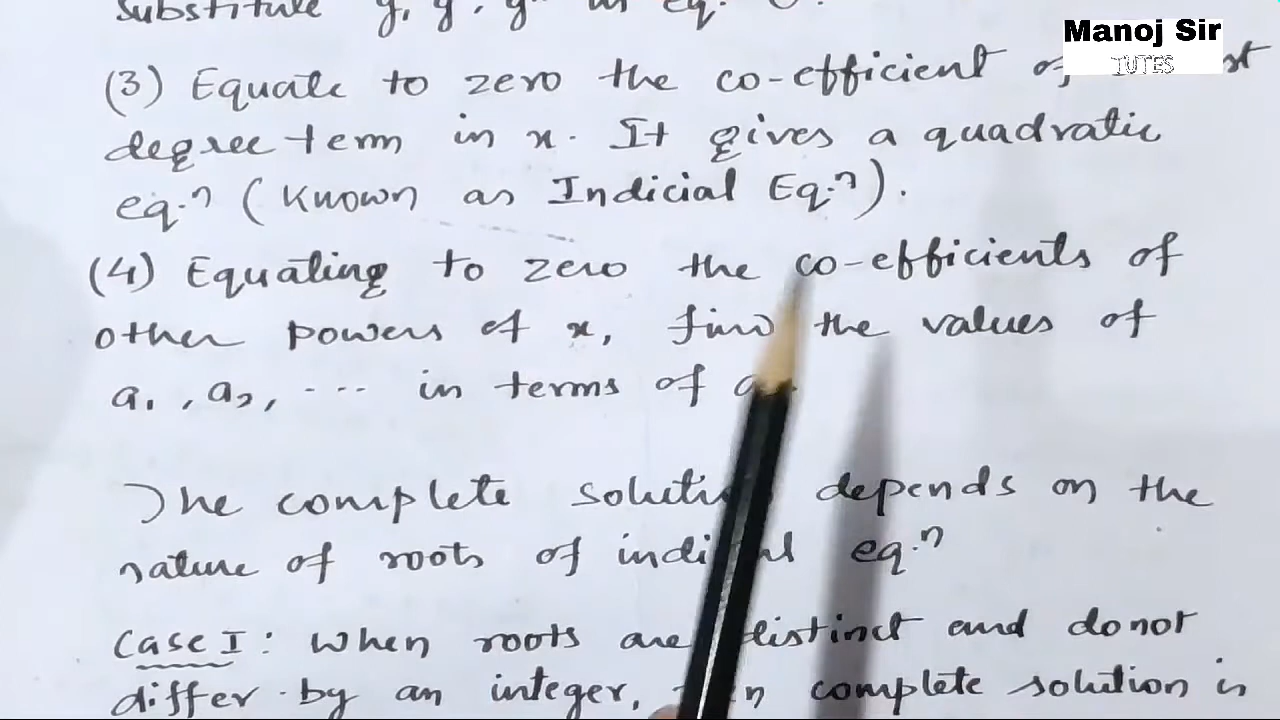 substitute y, y', y" in eq.
Manoj Sir
TUTES
(3) Equate to zero the co-efficient of
degree term in x. It gives a quadratic
eq.n (Known as Indicial Eq.n).
(4) Equating to zero the co-efficients of
other powers of x, find the values of
a1, a2, --- in terms of
The complete depends on the
nature of roots of eq.n
Case I: When roots are distinct and donot
differ by an integer, complete solution is